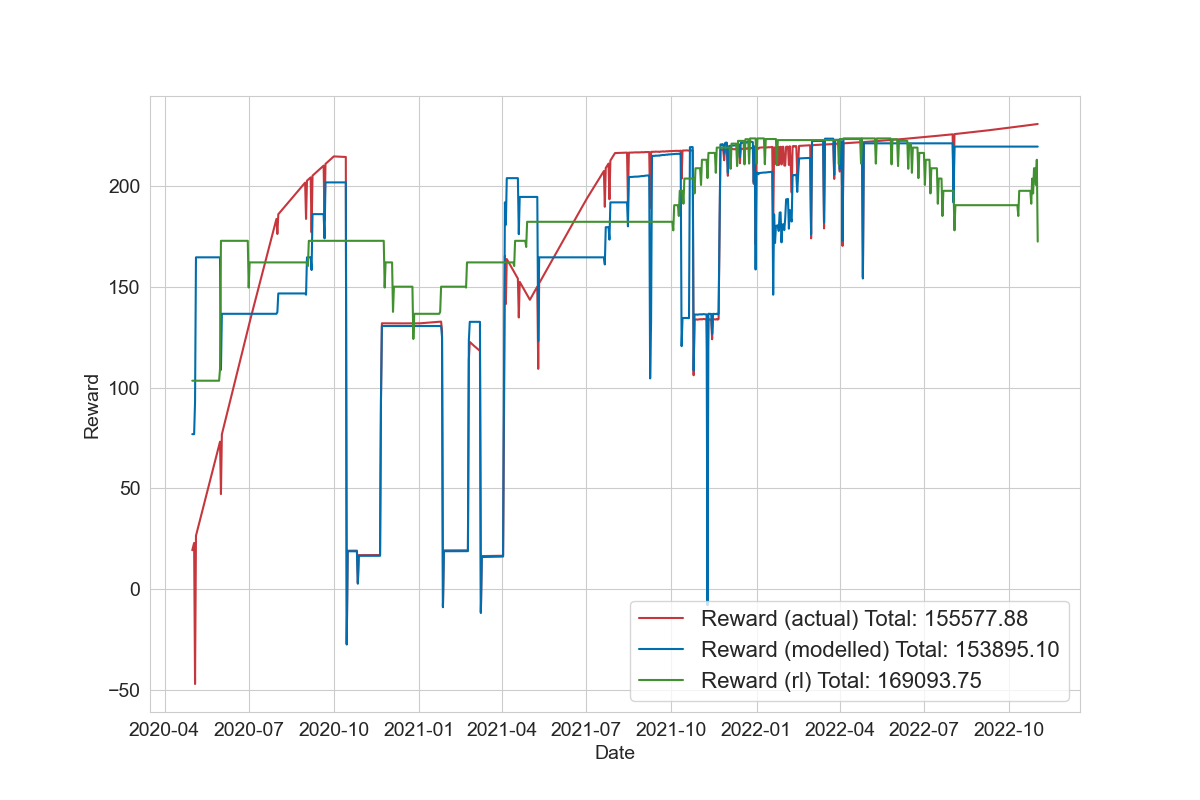 200
150
100
50
0
−50
Reward
2020-04 2020-07 2020-10 2021-01 2021-04 2021-07 2021-10 2022-01 2022-04 2022-07 2022-10
Date
Reward (actual) Total: 155577.88
Reward (modelled) Total: 153895.10
Reward (rl) Total: 169093.75